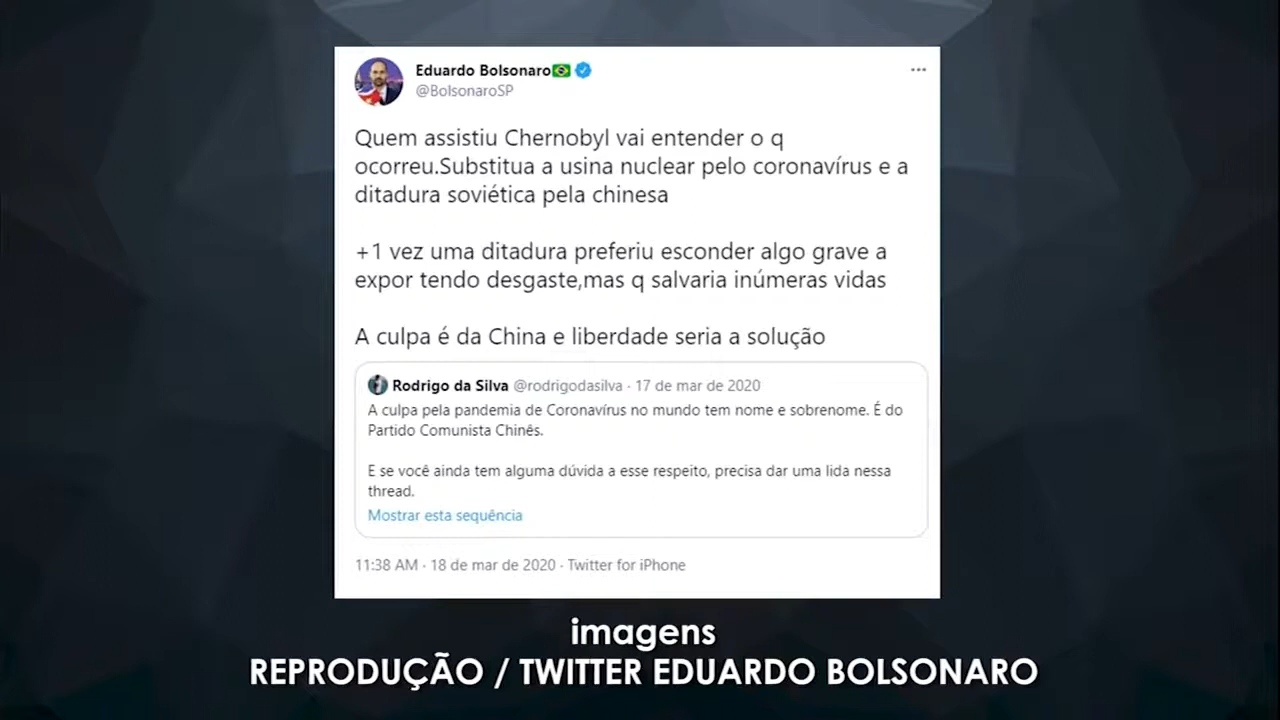 Eduardo Bolsonaro🇧🇷
@BolsonaroSP
Quem assistiu Chernobyl vai entender o q
ocorreu.Substitua a usina nuclear pelo coronavírus e a
ditadura soviética pela chinesa
+1 vez uma ditadura preferiu esconder algo grave a
expor tendo desgaste,mas q salvaria inúmeras vidas
A culpa é da China e liberdade seria a solução
Rodrigo da Silva @rodrigodasilva · 17 de mar de 2020
A culpa pela pandemia de Coronavírus no mundo tem nome e sobrenome. É do
Partido Comunista Chinês.
E se você ainda tem alguma dúvida a esse respeito, precisa dar uma lida nessa
thread.
Mostrar esta sequência
11:38 AM · 18 de mar de 2020 · Twitter for iPhone
imagens
REPRODUÇÃO / TWITTER EDUARDO BOLSONARO